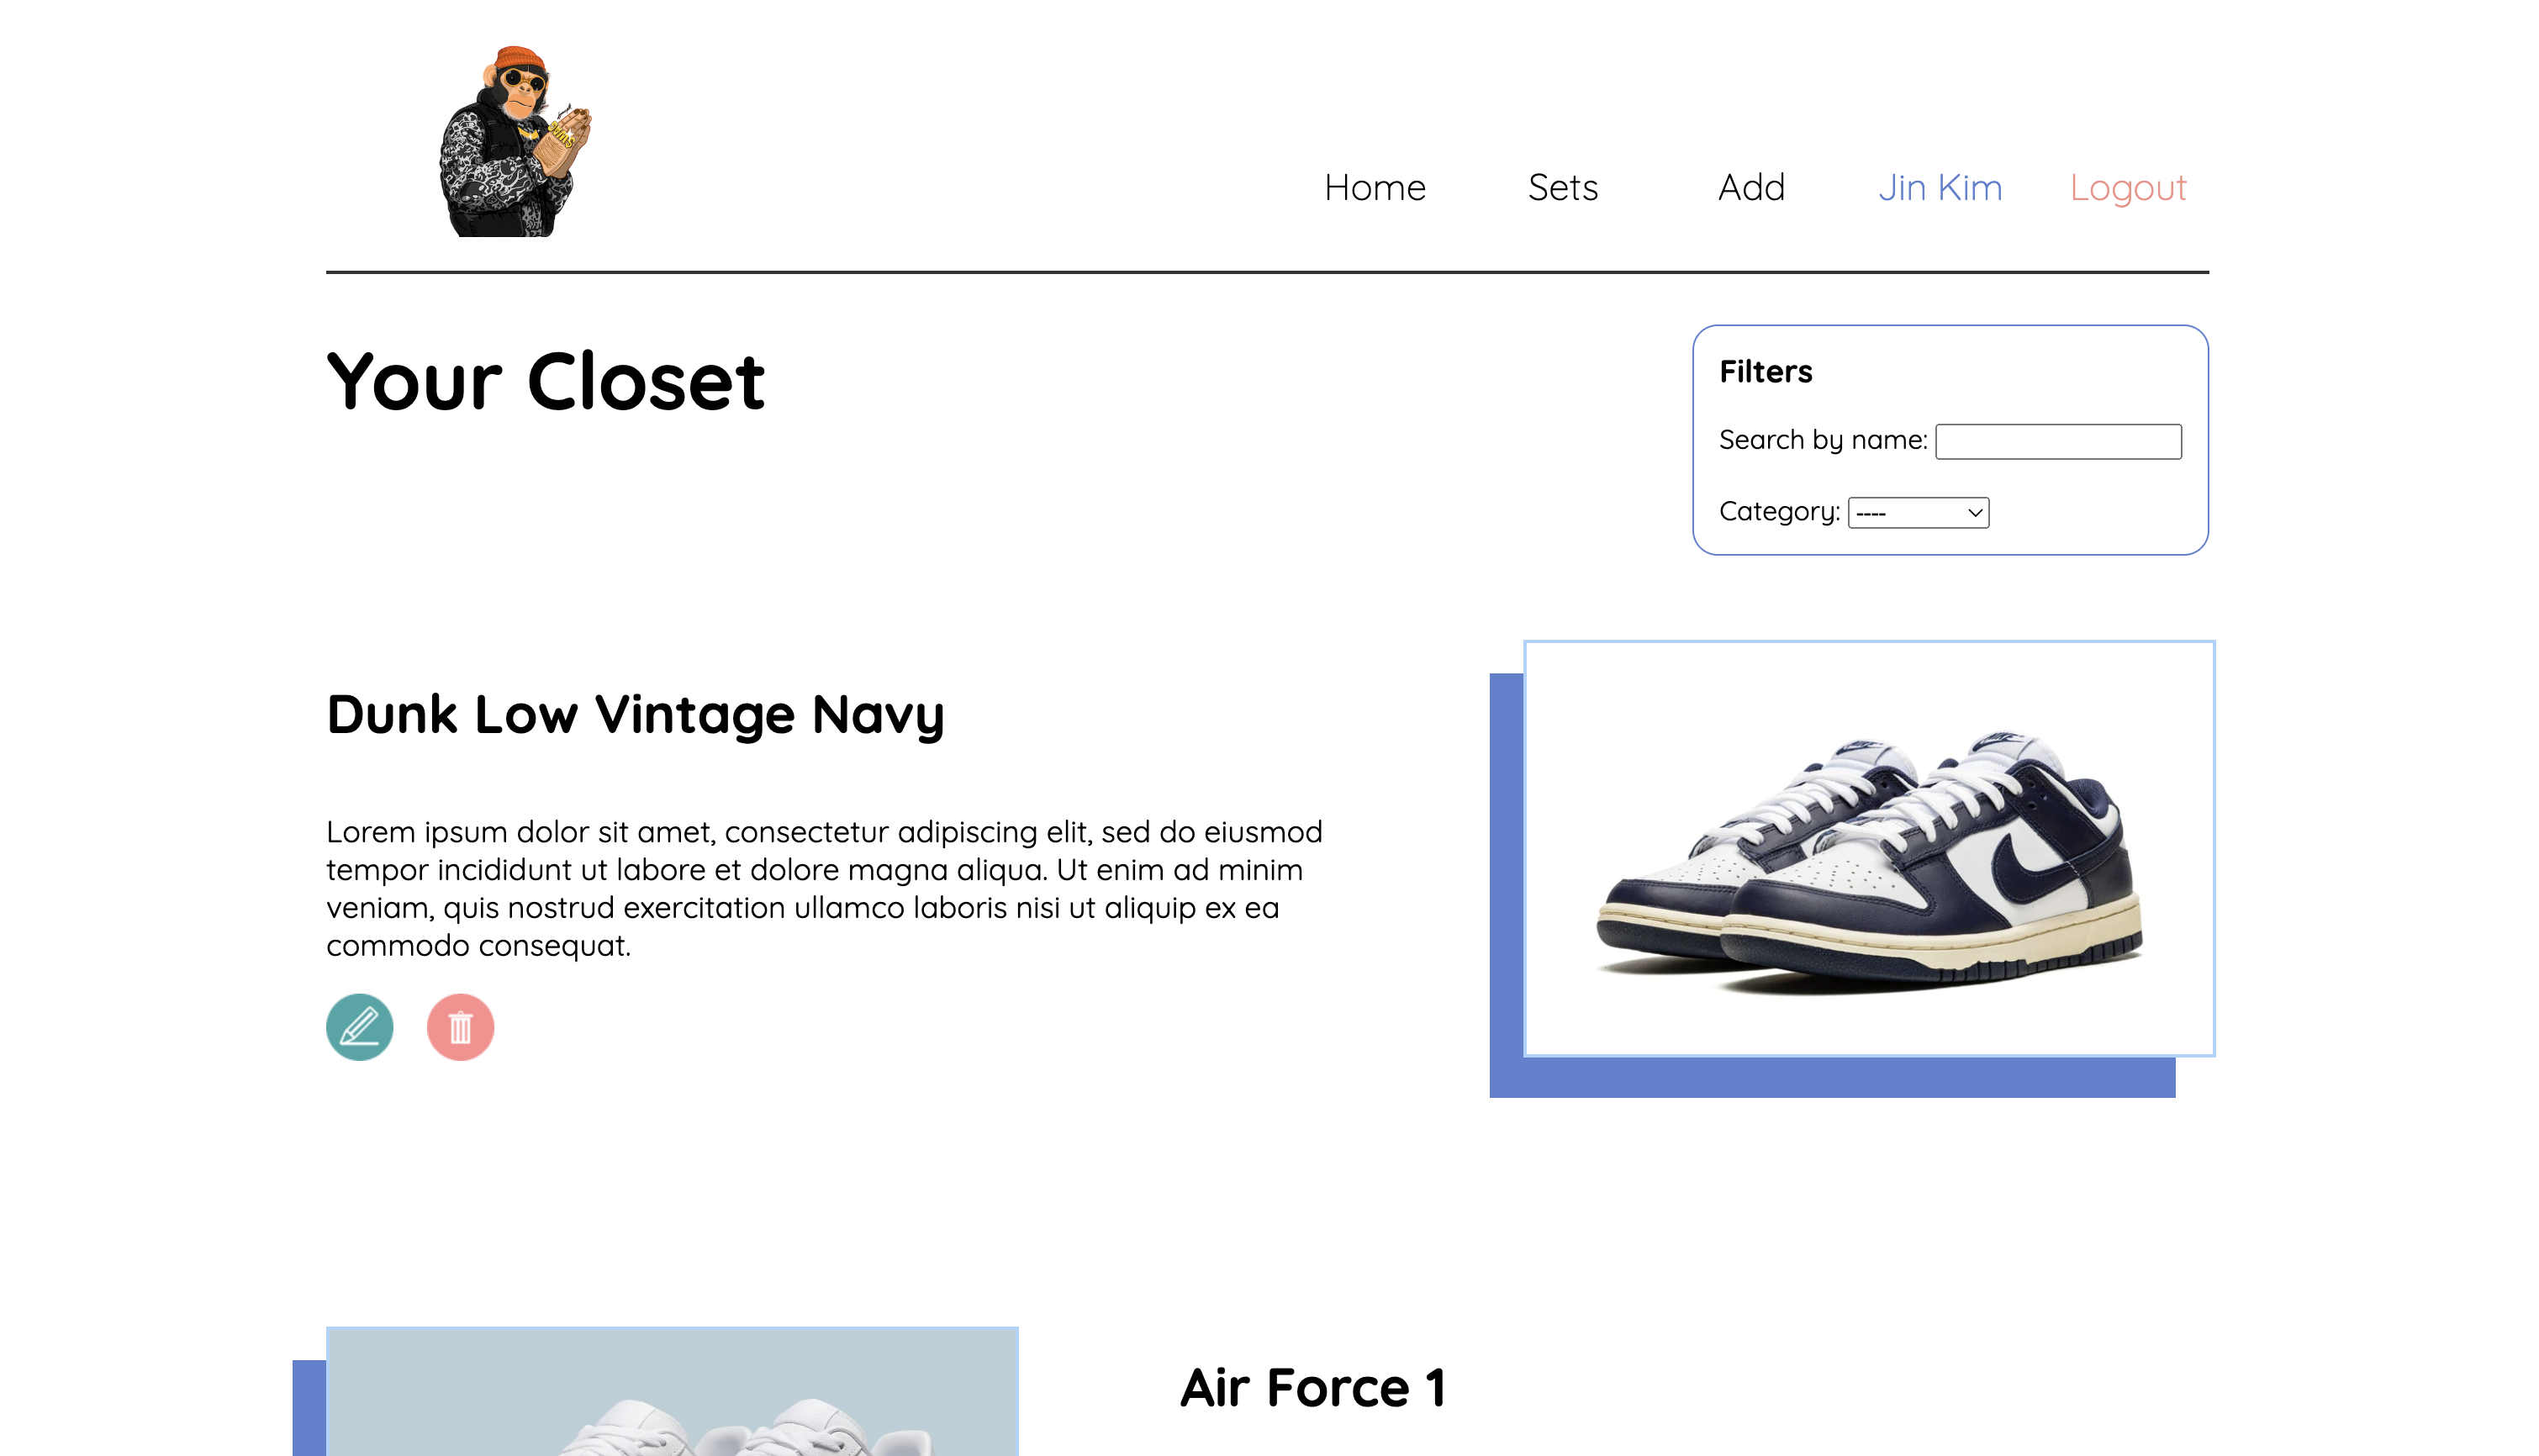 Home Sets Add Jin Kim Logout
Your Closet
Filters
Search by name:
Category: ----
Dunk Low Vintage Navy
Lorem ipsum dolor sit amet, consectetur adipiscing elit, sed do eiusmod
tempor incididunt ut labore et dolore magna aliqua. Ut enim ad minim
veniam, quis nostrud exercitation ullamco laboris nisi ut aliquip ex ea
commodo consequat.
NIKE
NIKE
Air Force 1